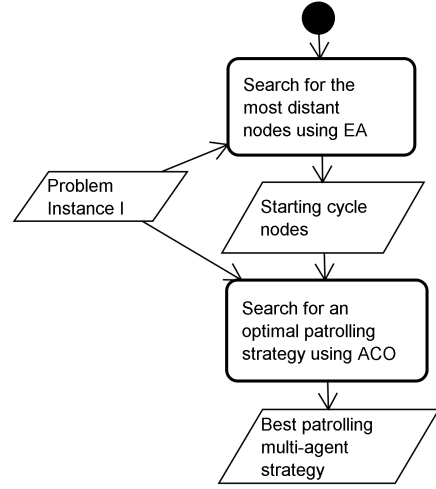 Search for the
most distant
nodes using EA
Problem
Instance I
Starting cycle
nodes
Search for an
optimal patrolling
strategy using ACO
Best patrolling
multi-agent
strategy